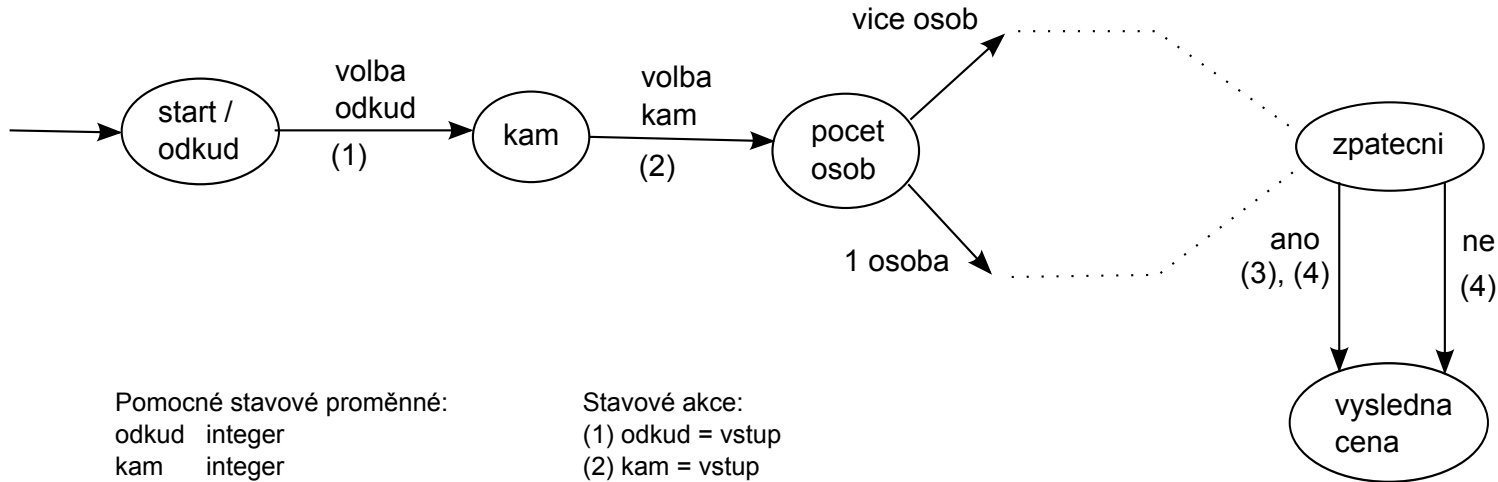 start /
odkud
volba
odkud
(1)
kam
volba
kam
(2)
pocet
osob
vice osob
1 osoba
zpatecni
ano
(3), (4)
ne
(4)
vysledna
cena
Pomocné stavové proměnné:
odkud integer
kam integer
Stavové akce:
(1) odkud = vstup
(2) kam = vstup